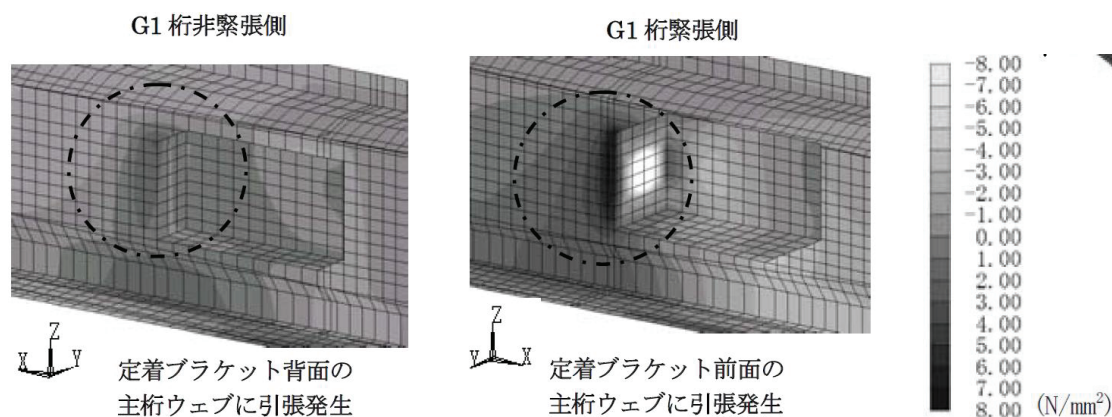 G1 桁非緊張側
G1 桁緊張側
Z
X
Y
定着ブラケット背面の
主桁ウェブに引張発生
Z
Y
X
定着ブラケット前面の
主桁ウェブに引張発生
-8.00
-7.00
-6.00
-5.00
-4.00
-3.00
-2.00
-1.00
0.00
1.00
2.00
3.00
4.00
5.00
6.00
7.00
8.00
(N/mm²)